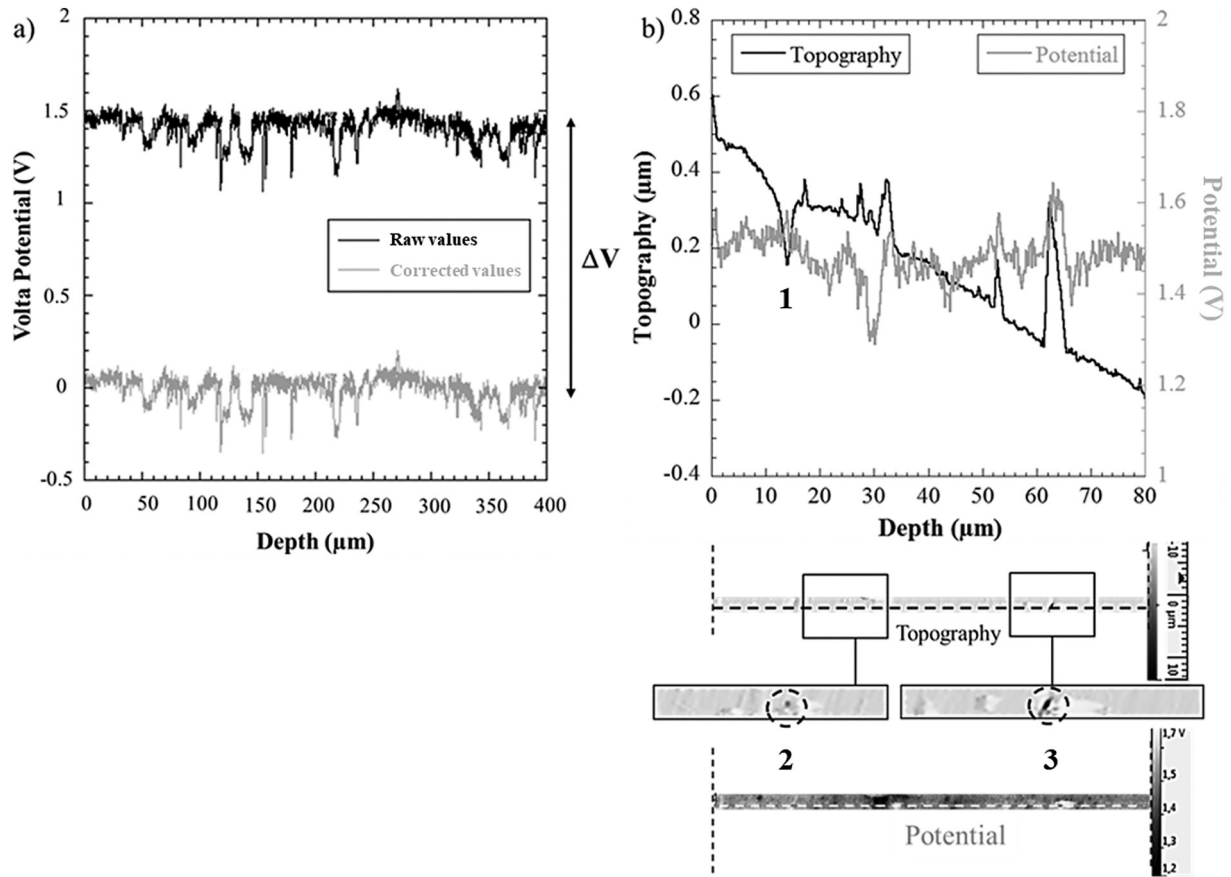 a)
2
1.5
1
0.5
0
-0.5
Volta Potential (V)
Raw values
Corrected values
ΔV
0 50 100 150 200 250 300 350 400
Depth (µm)
b)
0.8
0.6
0.4
0.2
0
-0.2
-0.4
Topography (µm)
Topography
Potential
1
2
1.8
1.6
1.4
1.2
1
Potential (V)
0 10 20 30 40 50 60 70 80
Depth (µm)
Topography
-10
0 µm
10
2
3
Potential
1,7 V
1,5
1,4
1,3
1,2